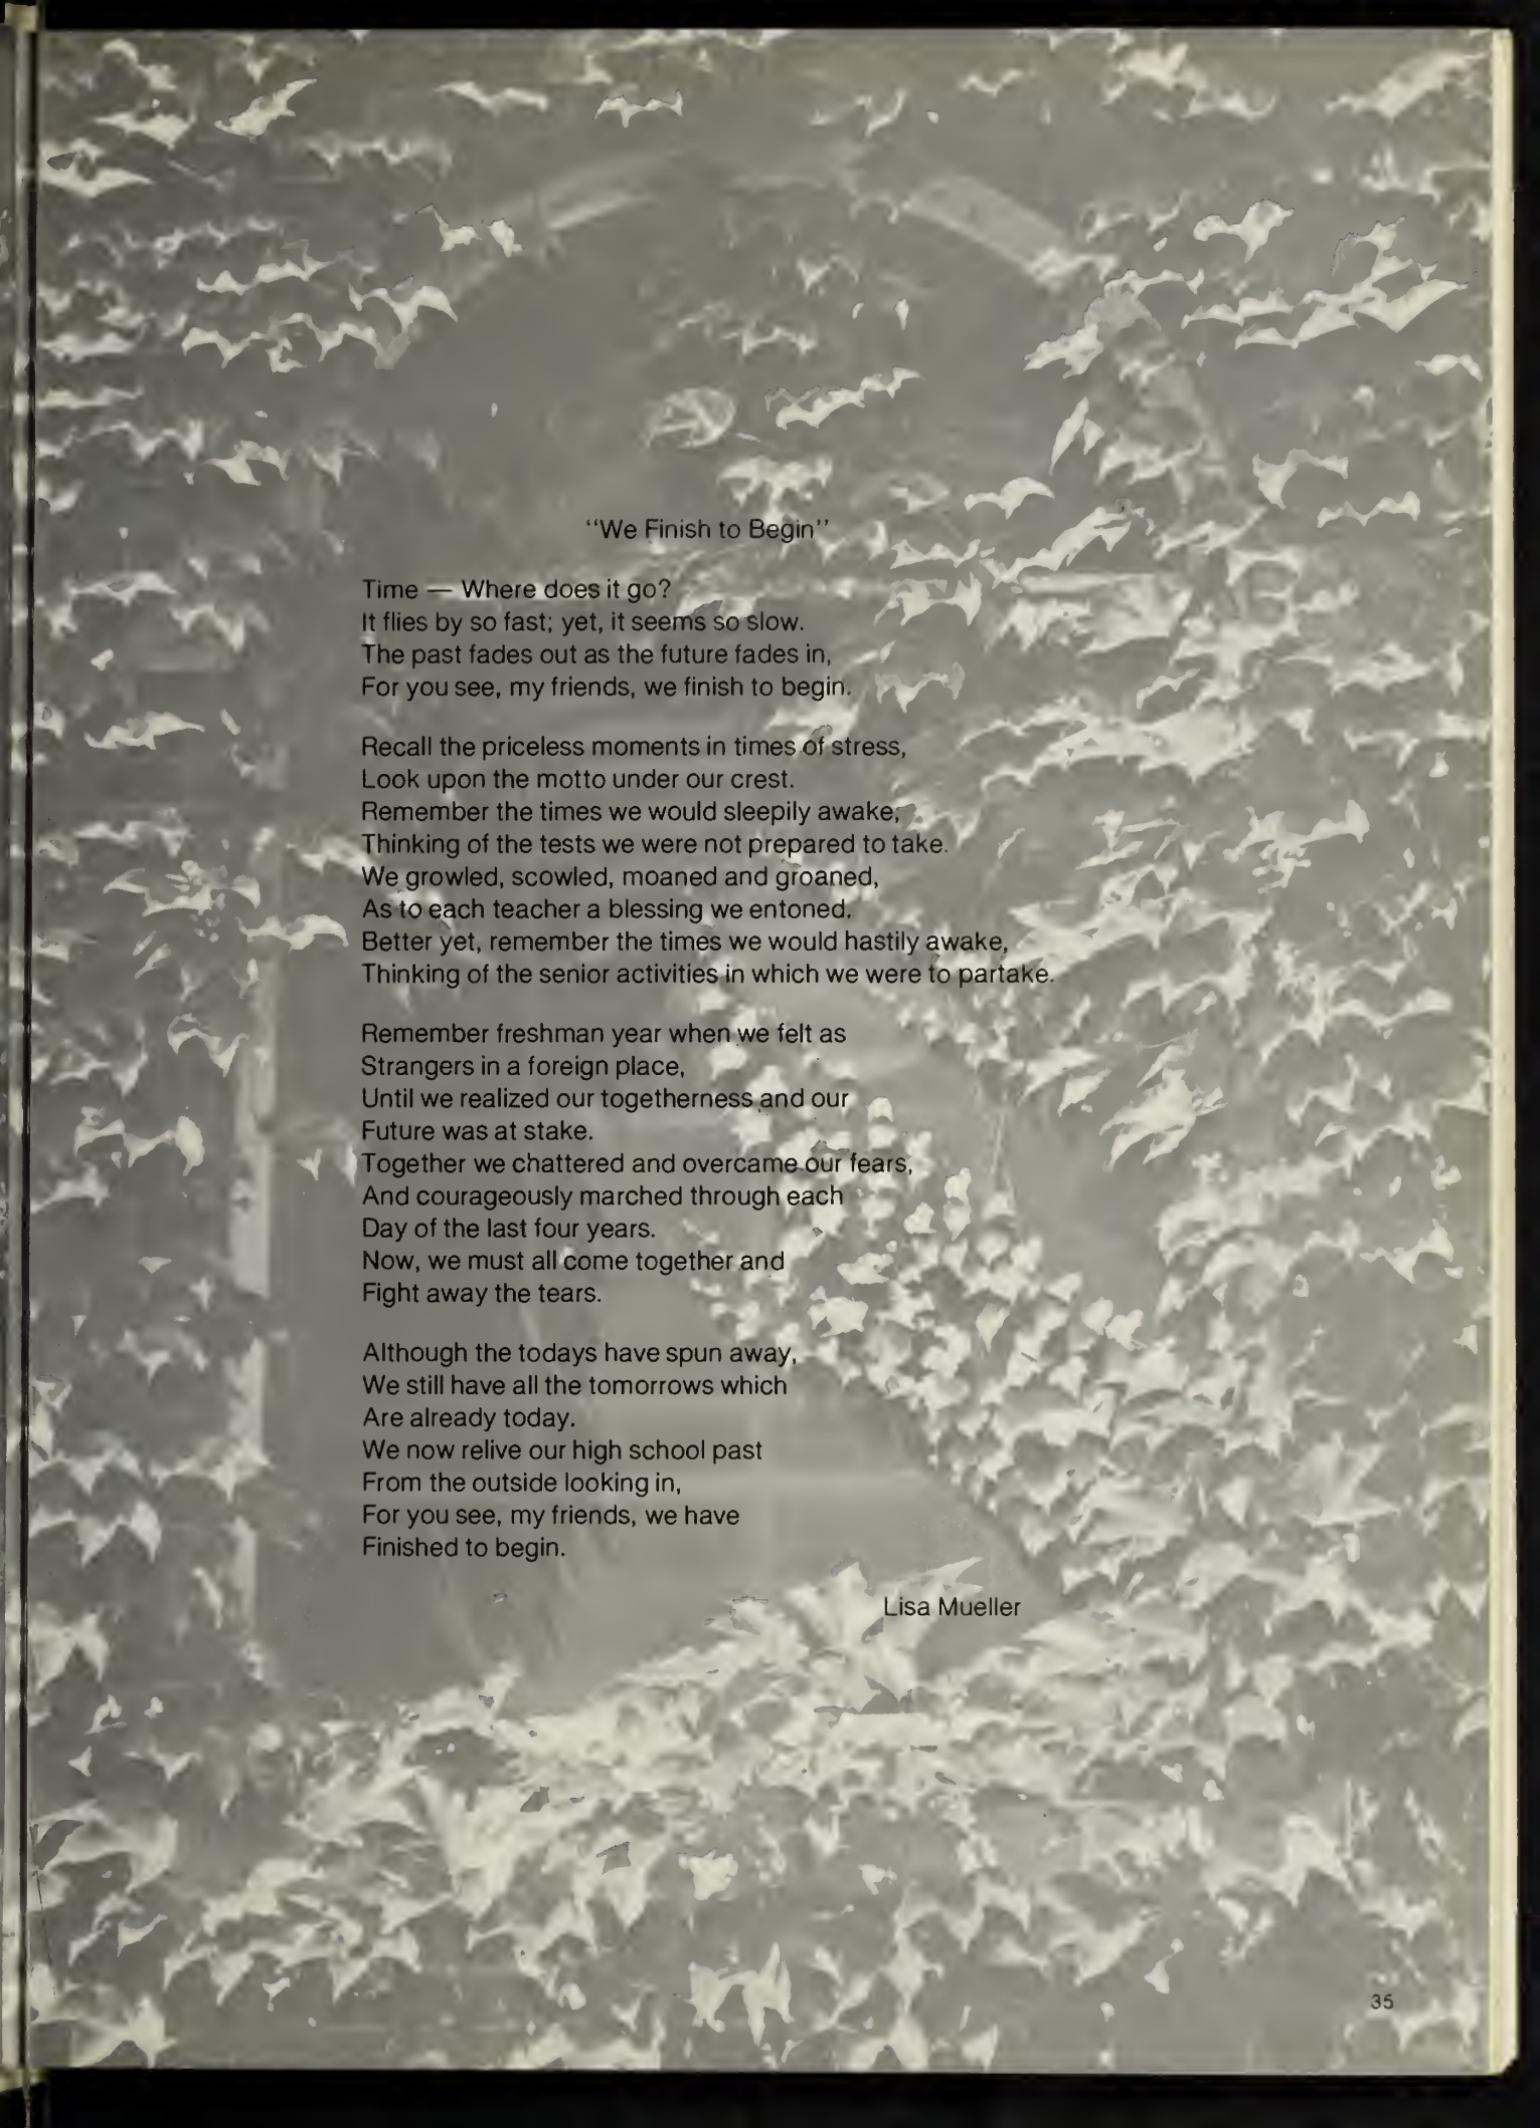 “We Finish to Begin”
Time — Where does it go?
It flies by so fast; yet, it seems so slow.
The past fades out as the future fades in,
For you see, my friends, we finish to begin.
Recall the priceless moments in times of stress,
Look upon the motto under our crest.
Remember the times we would sleepily awake,
Thinking of the tests we were not prepared to take.
We growled, scowled, moaned and groaned,
As to each teacher a blessing we entoned.
Better yet, remember the times we would hastily awake,
Thinking of the senior activities in which we were to partake.
Remember freshman year when we felt as
Strangers in a foreign place,
Until we realized our togetherness and our
Future was at stake.
Together we chattered and overcame our fears,
And courageously marched through each
Day of the last four years.
Now, we must all come together and
Fight away the tears.
Although the todays have spun away,
We still have all the tomorrows which
Are already today.
We now relive our high school past
From the outside looking in,
For you see, my friends, we have
Finished to begin.
Lisa Mueller
35